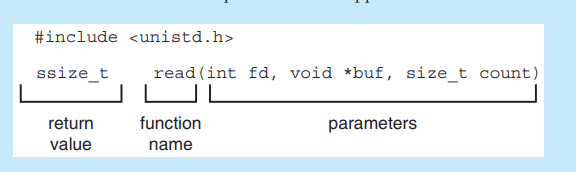 #include <unistd.h>
ssize_t read(int fd, void *buf, size_t count)
return function parameters
value name